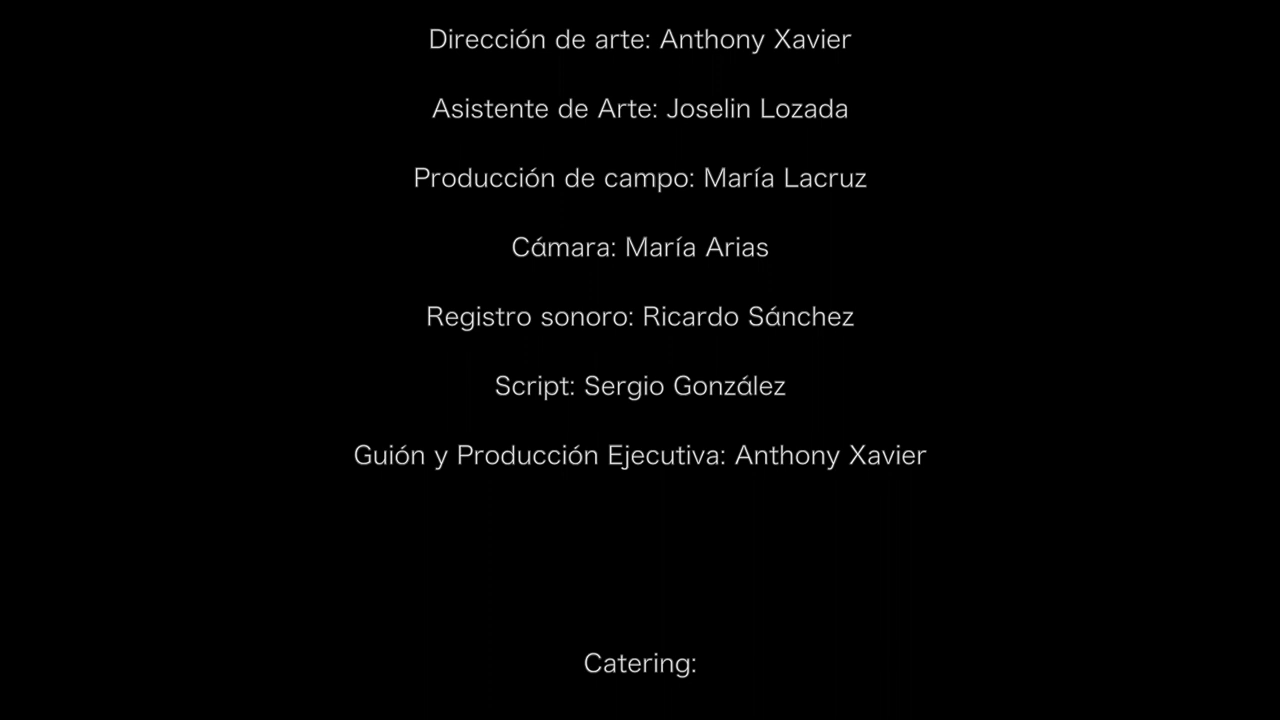 Dirección de arte: Anthony Xavier
Asistente de Arte: Joselin Lozada
Producción de campo: María Lacruz
Cámara: María Arias
Registro sonoro: Ricardo Sánchez
Script: Sergio González
Guión y Producción Ejecutiva: Anthony Xavier
Catering: